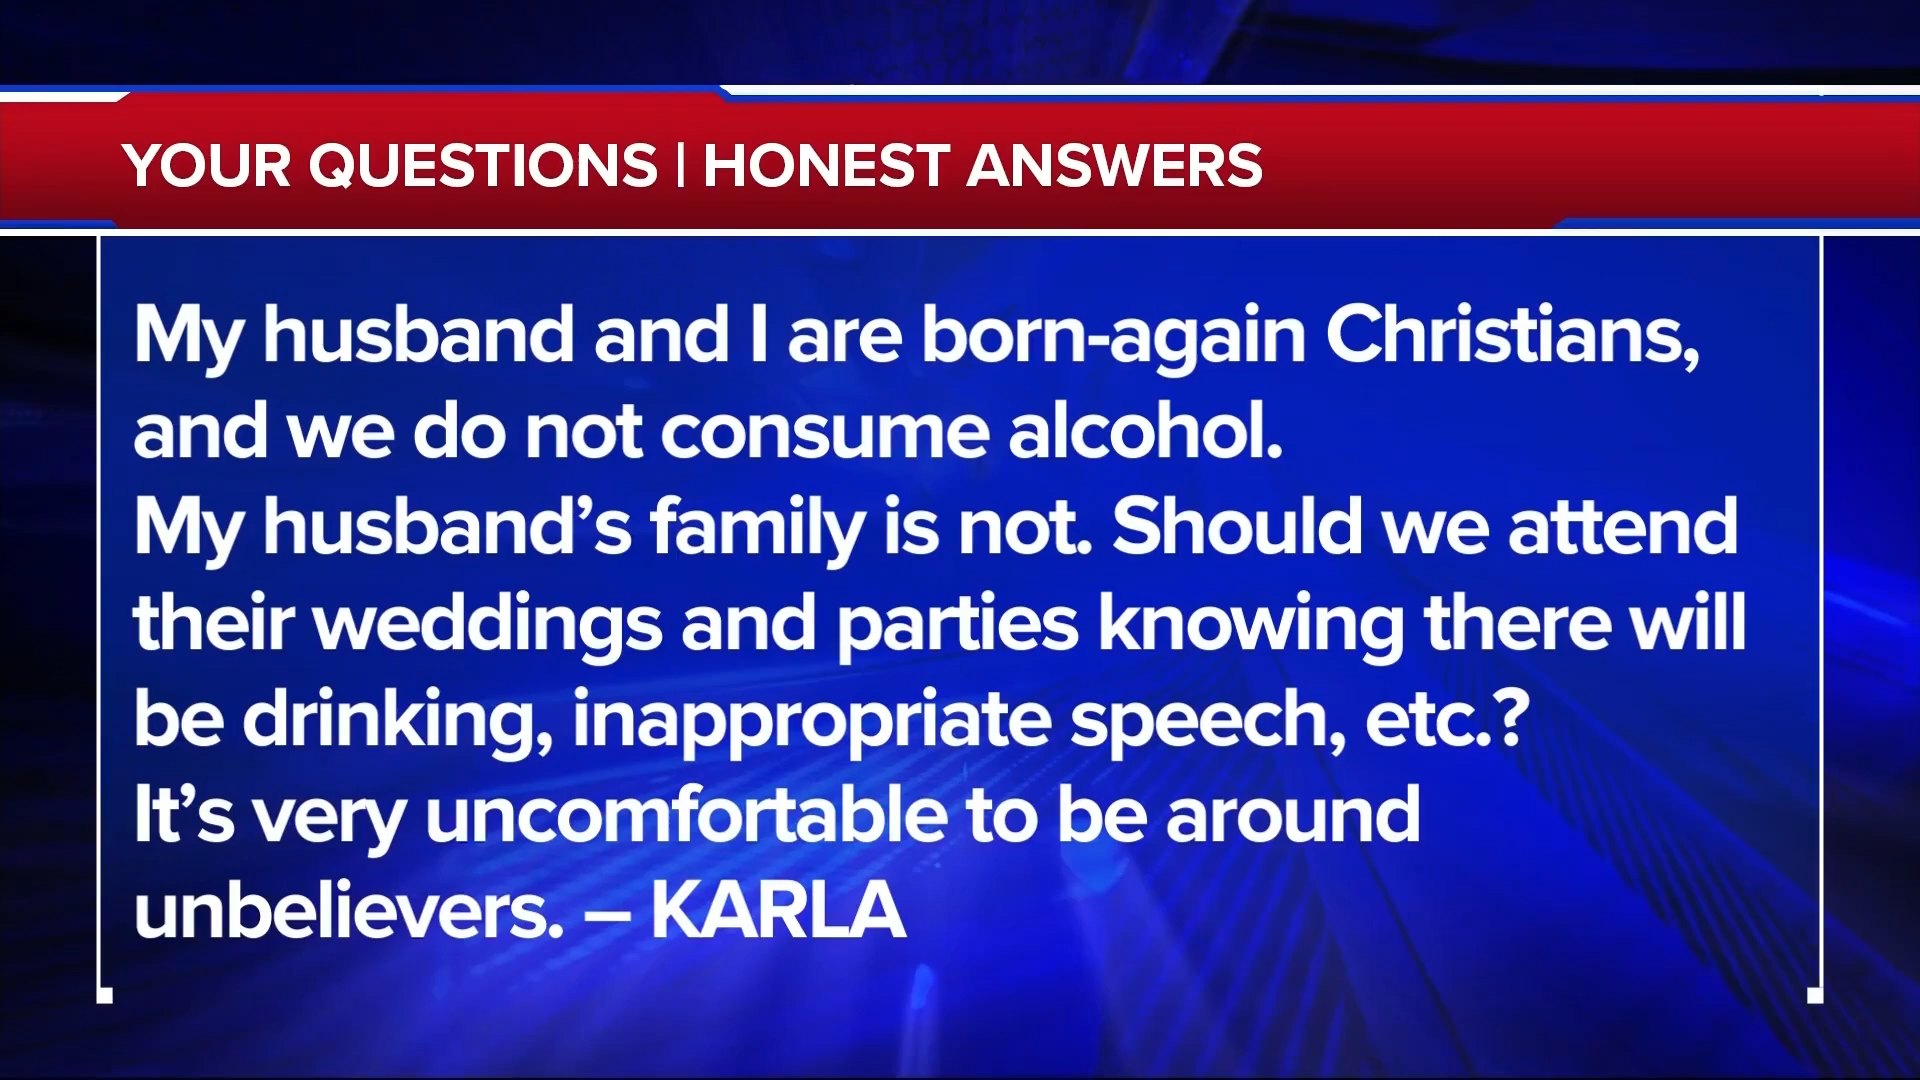 YOUR QUESTIONS | HONEST ANSWERS
My husband and I are born-again Christians,
and we do not consume alcohol.
My husband’s family is not. Should we attend
their weddings and parties knowing there will
be drinking, inappropriate speech, etc.?
It’s very uncomfortable to be around
unbelievers. – KARLA